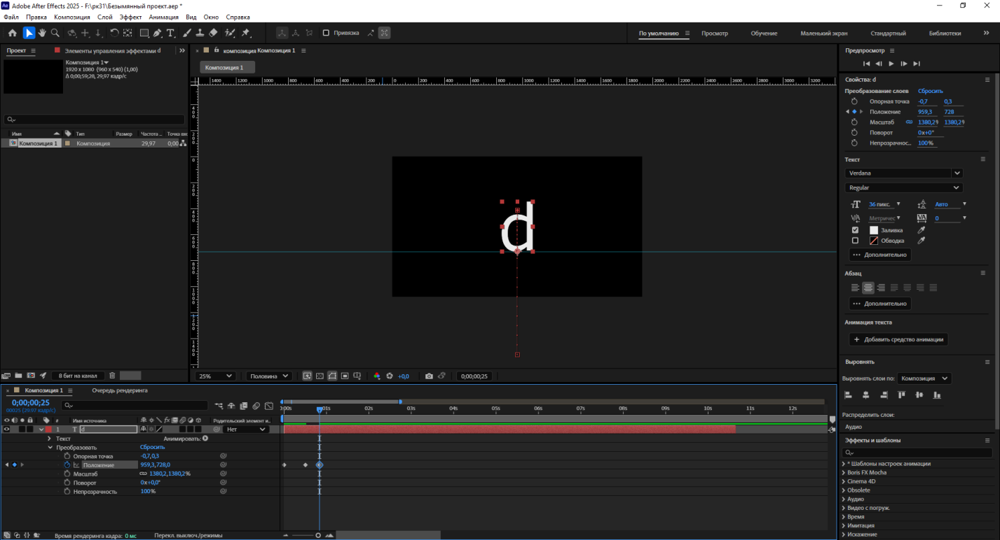 Adobe After Effects 2025 - F:\рк31\Безымянный проект.aep *
Файл Правка Композиция Слой Эффект Анимация Вид Окно Справка
Привязка По умолчанию Просмотр Обучение Маленький экран Стандартный Библиотеки
Проект Элементы управления эффектами d
Композиция 1
1920 x 1080 (960 x 540) (1,00)
Δ 0;00;59;28, 29,97 кадр/с
Имя Тип Размер Частота ... Точка вх
Композиция 1 Композиция 29,97 0;00
8 бит на канал
композиция Композиция 1
Композиция 1
1400 1200 1000 800 600 400 200 0 200 400 600 800 1000 1200 1400 1600 1800 2000 2200 2400 2600 2800 3000 3200
d
25% Половина +0,0 0;00;00;25
Предпросмотр
Свойства: d
Преобразование слоев Сбросить
Опорная точка -0,7 0,3
Положение 959,3 728
Масштаб 1380,2 1380,2
Поворот 0x+0°
Непрозрачнос... 100%
Текст
Verdana
Regular
36 пикс. Авто
Метричес 0
Заливка
Обводка
Дополнительно
Абзац
Дополнительно
Анимация текста
+ Добавить средство анимации
Выровнять
Выровнять слои по: Композиция
Распределить слои:
Аудио
Эффекты и шаблоны
* Шаблоны настроек анимации
Boris FX Mocha
Cinema 4D
Obsolete
Аудио
Видео с погруж.
Время
Имитация
Искажение
Композиция 1 Очередь рендеринга
0;00;00;25
00025 (29,97 кадр/с)
:00s 01s 02s 03s 04s 05s 06s 07s 08s 09s 10s 11s 12s
# Имя источника Родительский элемент и...
1 T d Нет
Текст Анимировать:
Преобразовать Сбросить
Опорная точка -0,7,0,3
Положение 959,3,728,0
Масштаб 1380,2,1380,2%
Поворот 0x+0,0°
Непрозрачность 100%
Время рендеринга кадра: 0 мс Перекл. выключ./режимы